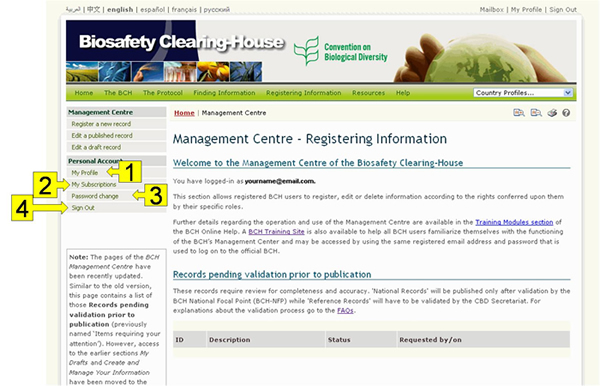 عربي | 中文 | english | español | français | русский
Mailbox | My Profile | Sign Out
Biosafety Clearing-House
Convention on
Biological Diversity
Home The BCH The Protocol Finding Information Registering Information Resources Help Country Profiles...
Management Centre
Register a new record
Edit a published record
Edit a draft record
Personal Account
My Profile
My Subscriptions
Password change
Sign Out
1
2
3
4
Note: The pages of the
BCH Management Centre have
been recently updated.
Similar to the old version,
this page contains a list of
those Records pending
validation prior to
publication (previously
named 'Items requiring your
attention'). However, access
to the earlier sections My
Drafts and Create and
Manage Your Information
have been moved to the
Home | Management Centre
Management Centre - Registering Information
Welcome to the Management Centre of the Biosafety Clearing-House
You have logged-in as yourname@email.com.
This section allows registered BCH users to register, edit or delete information according to the rights conferred upon them
by their specific roles.
Further details regarding the operation and use of the Management Centre are available in the Training Modules section of
the BCH Online Help. A BCH Training Site is also available to help all BCH users familiarize themselves with the functioning
of the BCH's Management Center and may be accessed by using the same registered email address and password that is
used to log on to the official BCH.
Records pending validation prior to publication
These records require review for completeness and accuracy. 'National Records' will be published only after validation by the
BCH National Focal Point (BCH-NFP) while 'Reference Records' will have to be validated by the CBD Secretariat. For
explanations about the validation process go to the FAQs.
ID Description Status Requested by/on